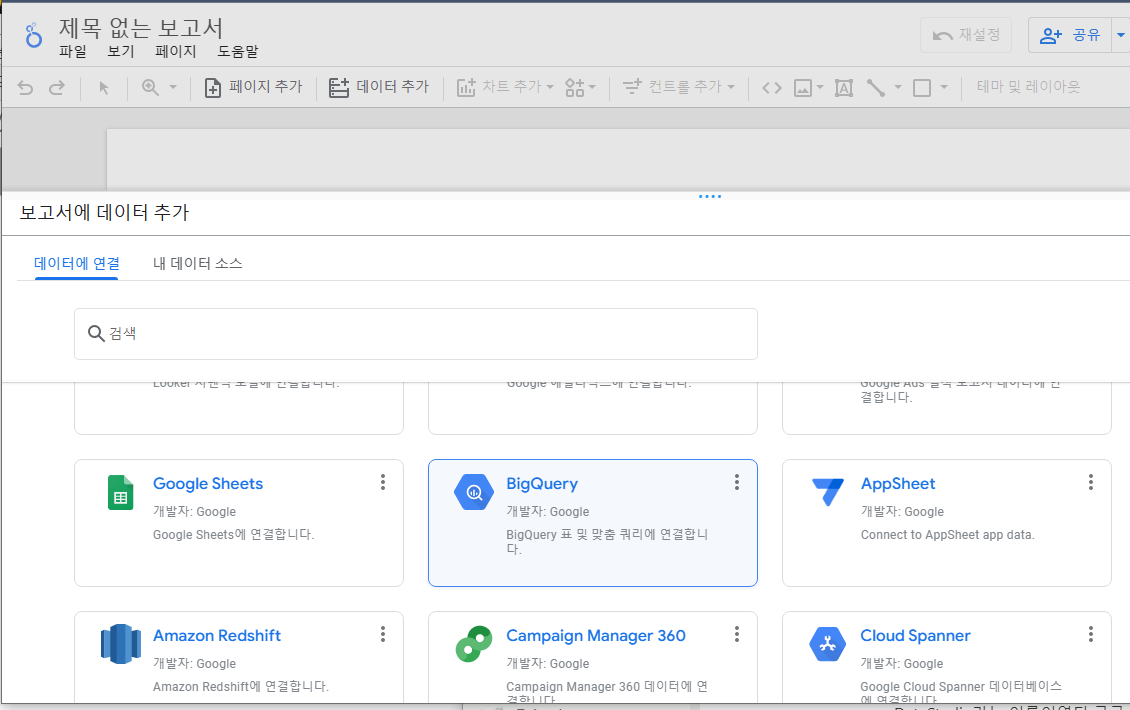 제목 없는 보고서
파일 보기 페이지 도움말
재설정
공유
페이지 추가
데이터 추가
차트 추가
컨트롤 추가
테마 및 레이아웃
보고서에 데이터 추가
데이터에 연결
내 데이터 소스
검색
Looker
연결합니다.
Google 애널리틱스에 연결합니다.
Google Ads 실적 보고서 데이터에 연
결합니다.
Google Sheets
개발자: Google
Google Sheets에 연결합니다.
BigQuery
개발자: Google
BigQuery 표 및 맞춤 쿼리에 연결합니
다.
AppSheet
개발자: Google
Connect to AppSheet app data.
Amazon Redshift
개발자: Google
Amazon Redshift에 연결합니다.
Campaign Manager 360
개발자: Google
Campaign Manager 360 데이터에 연
결합니다.
Cloud Spanner
개발자: Google
Google Cloud Spanner 데이터베이스
에 연결합니다.